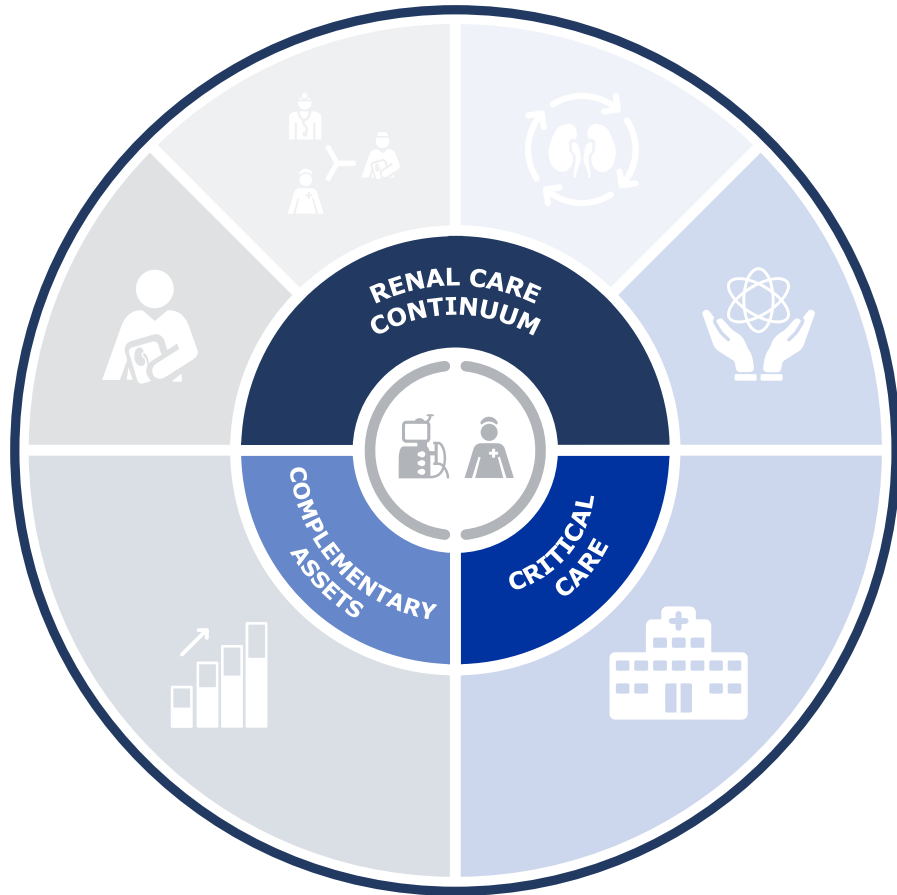 RENAL CARE
CONTINUUM
COMPLEMENTARY
ASSETS
CRITICAL
CARE